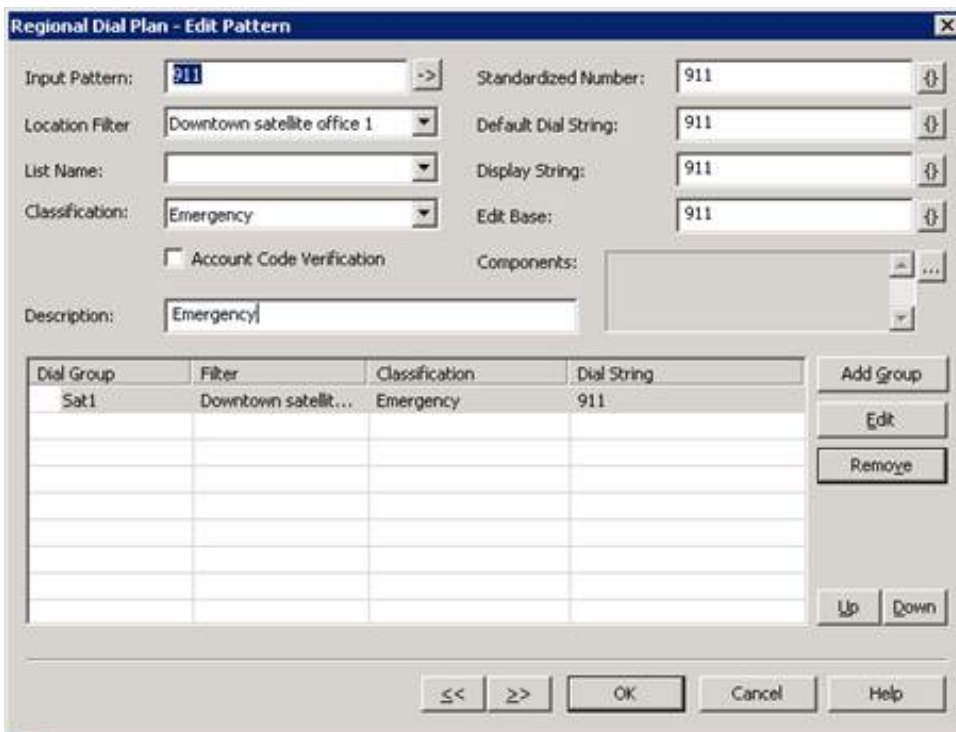 Regional Dial Plan - Edit Pattern
Input Pattern: 911 -> Standardized Number: 911 {}
Location Filter Downtown satellite office 1 Default Dial String: 911 {}
List Name: Display String: 911 {}
Classification: Emergency Edit Base: 911 {}
Account Code Verification Components: ...
Description: Emergency
Dial Group Filter Classification Dial String Add Group
Sat1 Downtown satellit... Emergency 911
Edit
Remove
Up Down
<< >> OK Cancel Help